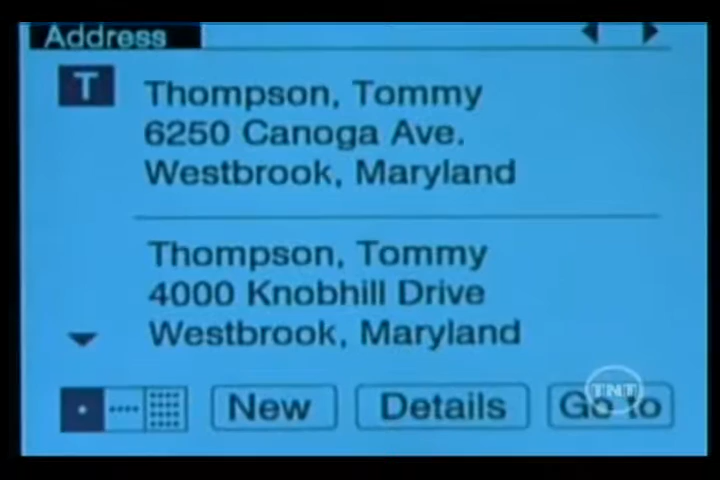 Address
T
Thompson, Tommy
6250 Canoga Ave.
Westbrook, Maryland
Thompson, Tommy
4000 Knobhill Drive
Westbrook, Maryland
New
Details
Go to
TNT